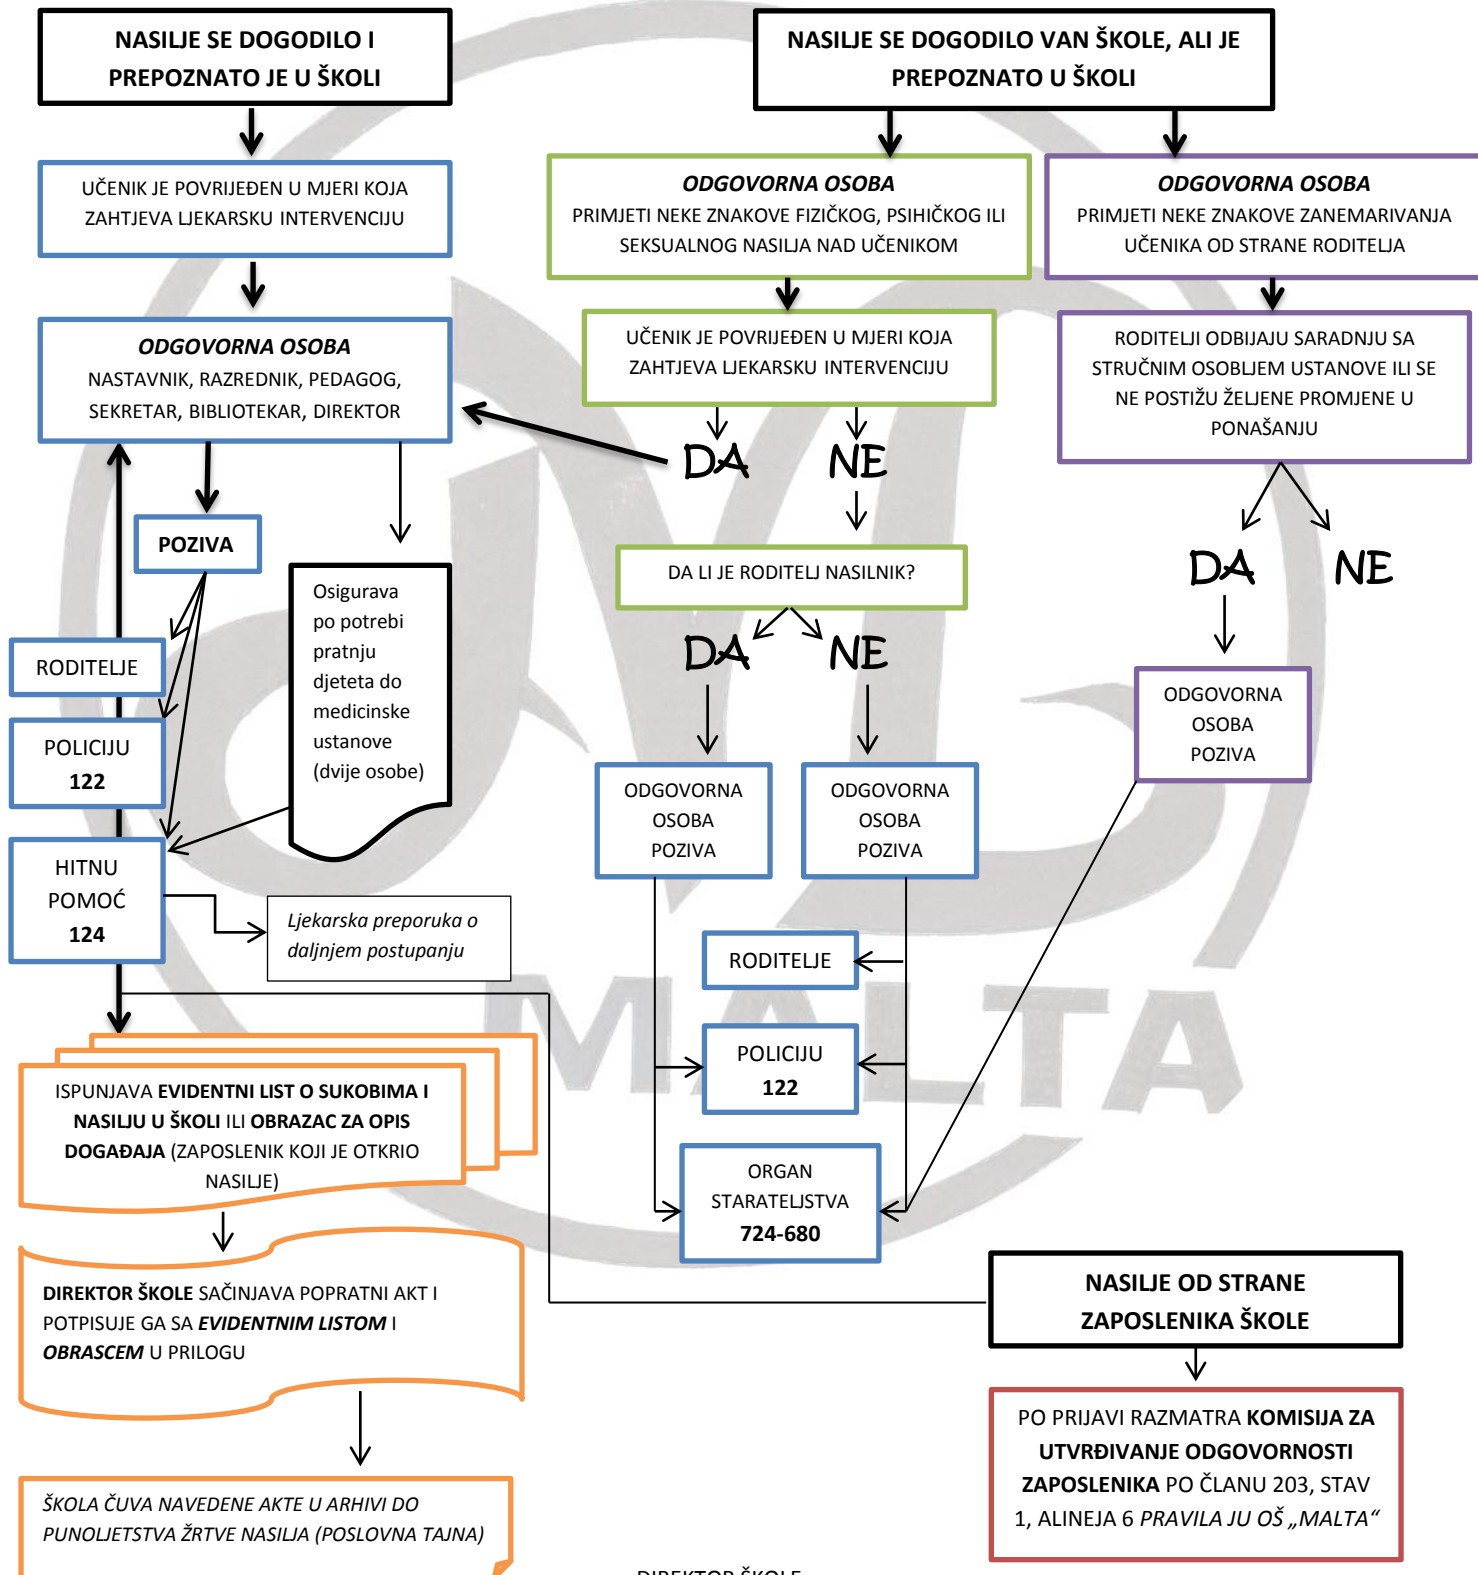 NASILJE SE DOGODILO I
PREPOZNATO JE U ŠKOLI
NASILJE SE DOGODILO VAN ŠKOLE, ALI JE
PREPOZNATO U ŠKOLI
UČENIK JE POVRIJEĐEN U MJERI KOJA
ZAHTJEVA LJEKARSKU INTERVENCIJU
ODGOVORNA OSOBA
PRIMJETI NEKE ZNAKOVE FIZIČKOG, PSIHIČKOG ILI
SEKSUALNOG NASILJA NAD UČENIKOM
ODGOVORNA OSOBA
PRIMJETI NEKE ZNAKOVE ZANEMARIVANJA
UČENIKA OD STRANE RODITELJA
ODGOVORNA OSOBA
NASTAVNIK, RAZREDNIK, PEDAGOG,
SEKRETAR, BIBLIOTEKAR, DIREKTOR
UČENIK JE POVRIJEĐEN U MJERI KOJA
ZAHTJEVA LJEKARSKU INTERVENCIJU
RODITELJI ODBIJAJU SARADNJU SA
STRUČNIM OSOBLJEM USTANOVE ILI SE
NE POSTIŽU ŽELJENE PROMJENE U
PONAŠANJU
DA NE
POZIVA
DA LI JE RODITELJ NASILNIK?
DA NE
Osigurava
po potrebi
pratnju
djeteta do
medicinske
ustanove
(dvije osobe)
DA NE
RODITELJE
POLICIJU
122
HITNU
POMOĆ
124
ODGOVORNA
OSOBA
POZIVA
ODGOVORNA
OSOBA
POZIVA
ODGOVORNA
OSOBA
POZIVA
Ljekarska preporuka o
daljnjem postupanju
RODITELJE
POLICIJU
122
ORGAN
STARATELJSTVA
724-680
MALTA
ISPUNJAVA EVIDENTNI LIST O SUKOBIMA I
NASILJU U ŠKOLI ILI OBRAZAC ZA OPIS
DOGAĐAJA (ZAPOSLENIK KOJI JE OTKRIO
NASILJE)
DIREKTOR ŠKOLE SAČINJAVA POPRATNI AKT I
POTPISUJE GA SA EVIDENTNIM LISTOM I
OBRASCEM U PRILOGU
NASILJE OD STRANE
ZAPOSLENIKA ŠKOLE
PO PRIJAVI RAZMATRA KOMISIJA ZA
UTVRĐIVANJE ODGOVORNOSTI
ZAPOSLENIKA PO ČLANU 203, STAV
1, ALINEJA 6 PRAVILA JU OŠ „MALTA“
ŠKOLA ČUVA NAVEDENE AKTE U ARHIVI DO
PUNOLJETSTVA ŽRTVE NASILJA (POSLOVNA TAJNA)
DIREKTOR ŠKOLE